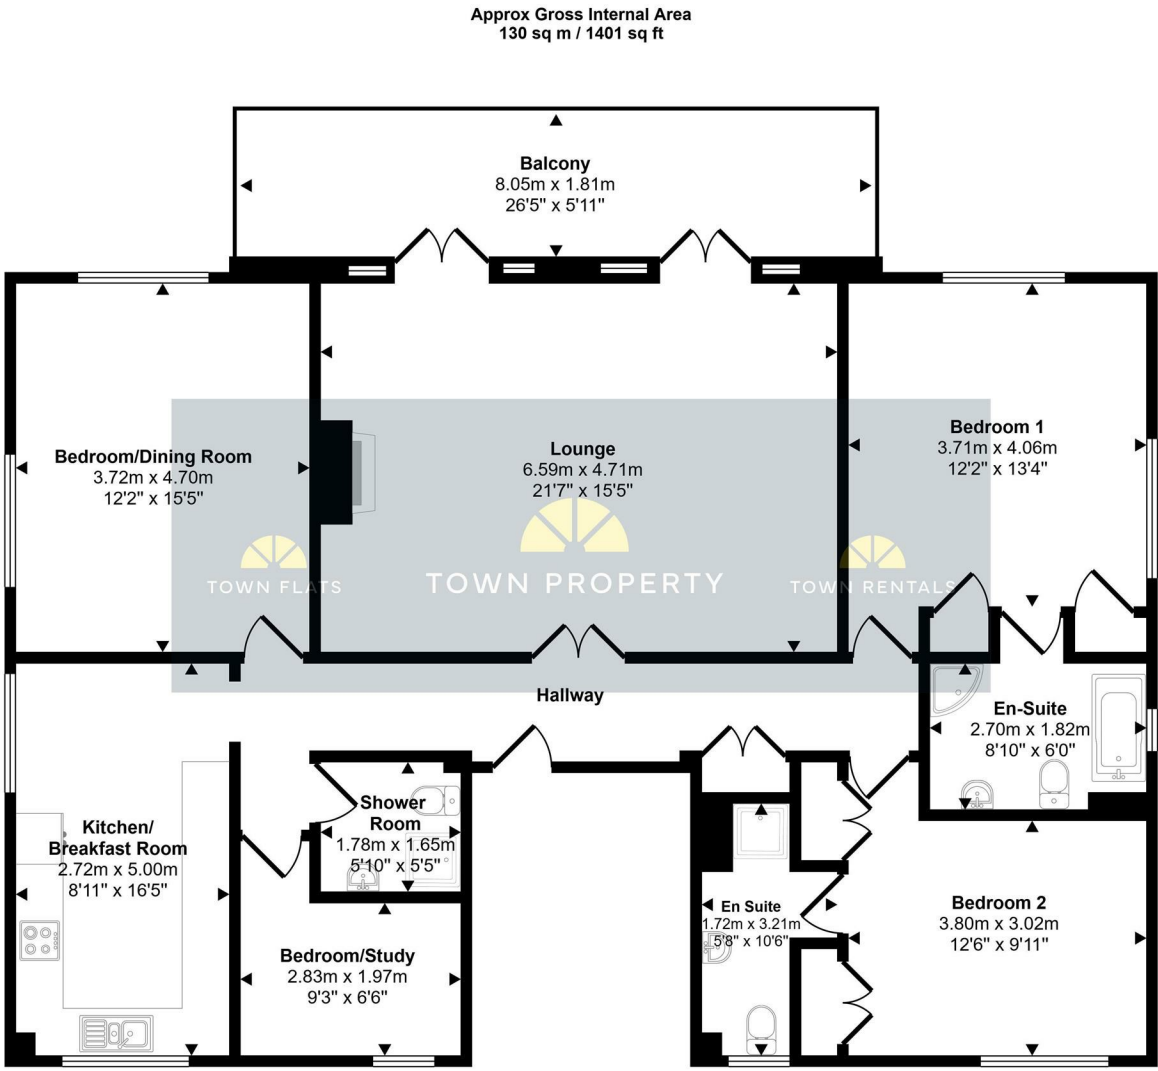 Approx Gross Internal Area
130 sq m / 1401 sq ft
Balcony
8.05m x 1.81m
26'5" x 5'11"
Bedroom/Dining Room
3.72m x 4.70m
12'2" x 15'5"
Lounge
6.59m x 4.71m
21'7" x 15'5"
Bedroom 1
3.71m x 4.06m
12'2" x 13'4"
TOWN FLATS
TOWN PROPERTY
TOWN RENTALS
Hallway
En-Suite
2.70m x 1.82m
8'10" x 6'0"
Kitchen/
Breakfast Room
2.72m x 5.00m
8'11" x 16'5"
Shower
Room
1.78m x 1.65m
5'10" x 5'5"
Bedroom/Study
2.83m x 1.97m
9'3" x 6'6"
En Suite
1.72m x 3.21m
5'8" x 10'6"
Bedroom 2
3.80m x 3.02m
12'6" x 9'11"